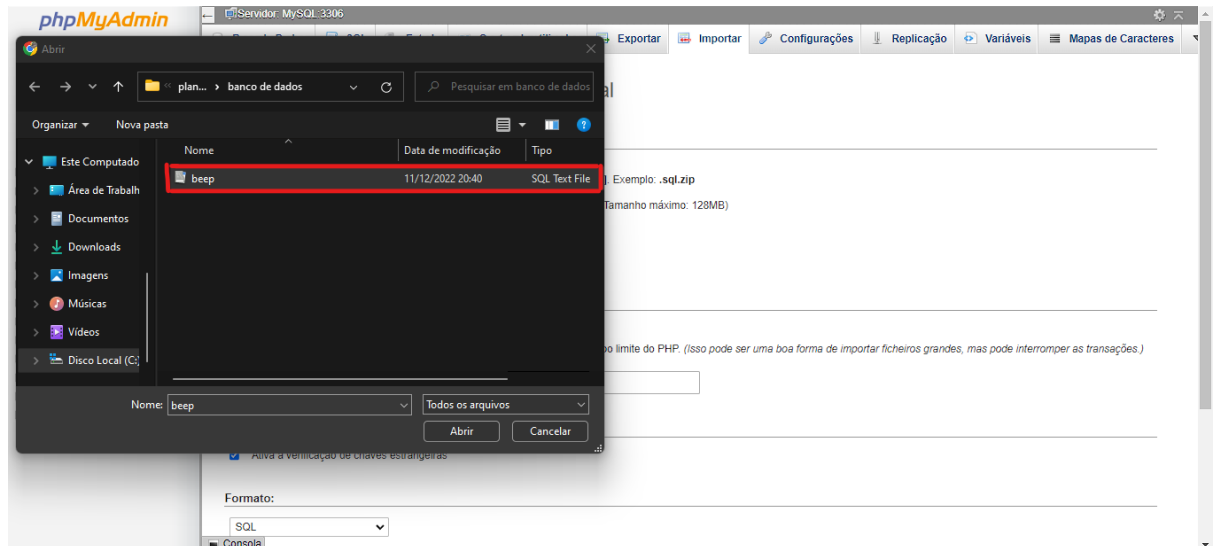 phpMyAdmin
Servidor: MySQL:3306
Exportar Importar Configurações Replicação Variáveis Mapas de Caracteres
Abrir
al
plan... banco de dados Pesquisar em banco de dados
Organizar Nova pasta
Nome Data de modificação Tipo
Este Computado
beep 11/12/2022 20:40 SQL Text File
]. Exemplo: .sql.zip
Área de Trabalh
Tamanho máximo: 128MB)
Documentos
Downloads
Imagens
Músicas
Vídeos
po limite do PHP. (Isso pode ser uma boa forma de importar ficheiros grandes, mas pode interromper as transações.)
Disco Local (C:)
Nome: beep Todos os arquivos
Abrir Cancelar
Ativa a verificação de chaves estrangeiras
Formato:
SQL
Consola